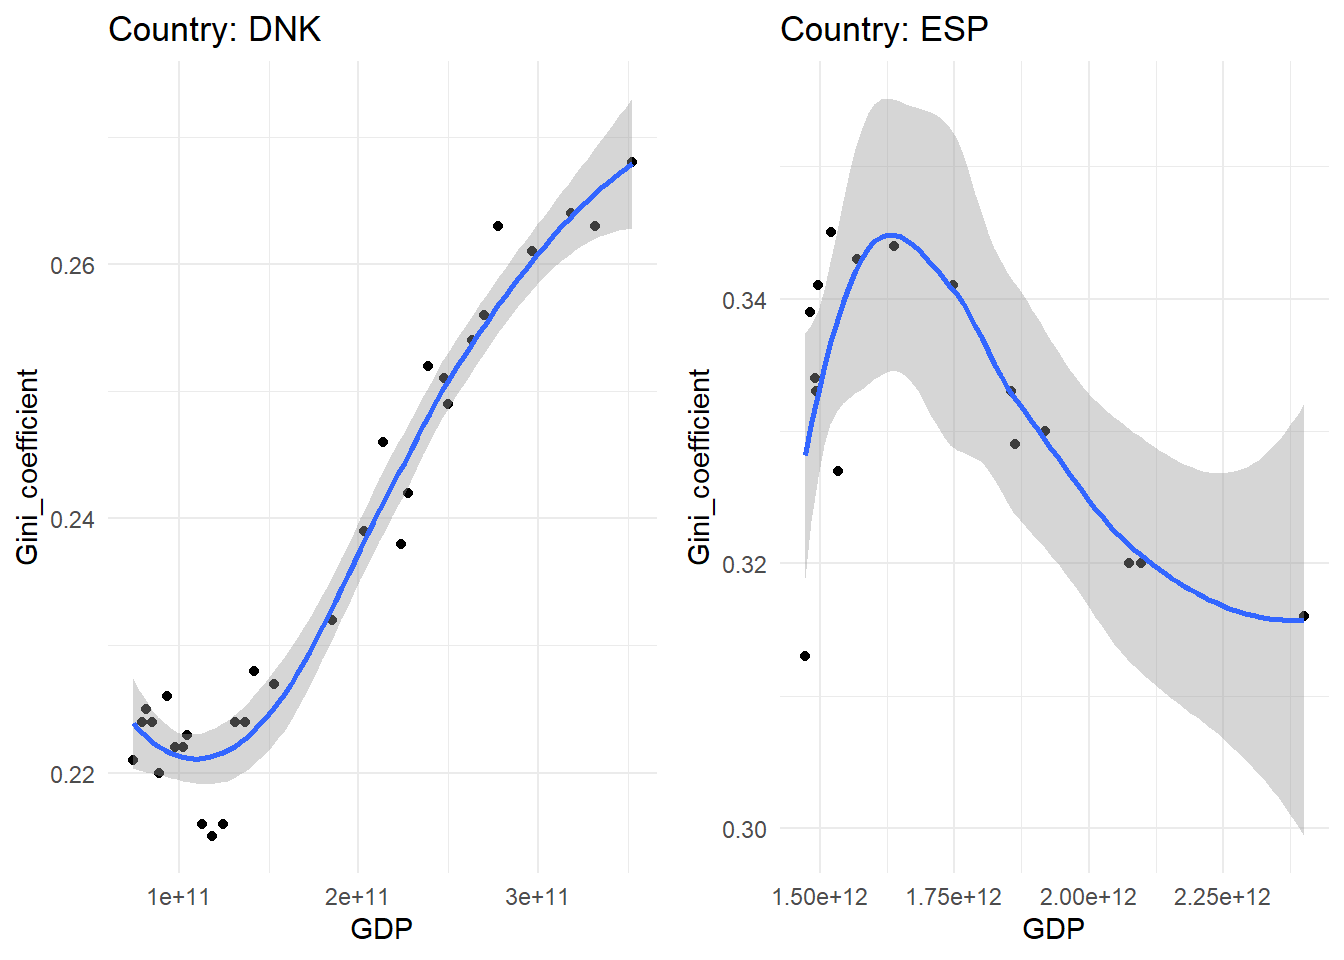 Country: DNK
Gini_coefficient
0.26
0.24
0.22
1e+11
2e+11
3e+11
GDP
Country: ESP
Gini_coefficient
0.34
0.32
0.30
1.50e+12
1.75e+12
2.00e+12
2.25e+12
GDP